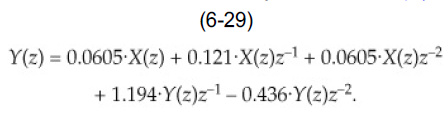 (6-29)
Y(z) = 0.0605·X(z) + 0.121·X(z)z⁻¹ + 0.0605·X(z)z⁻²
+ 1.194·Y(z)z⁻¹ – 0.436·Y(z)z⁻².